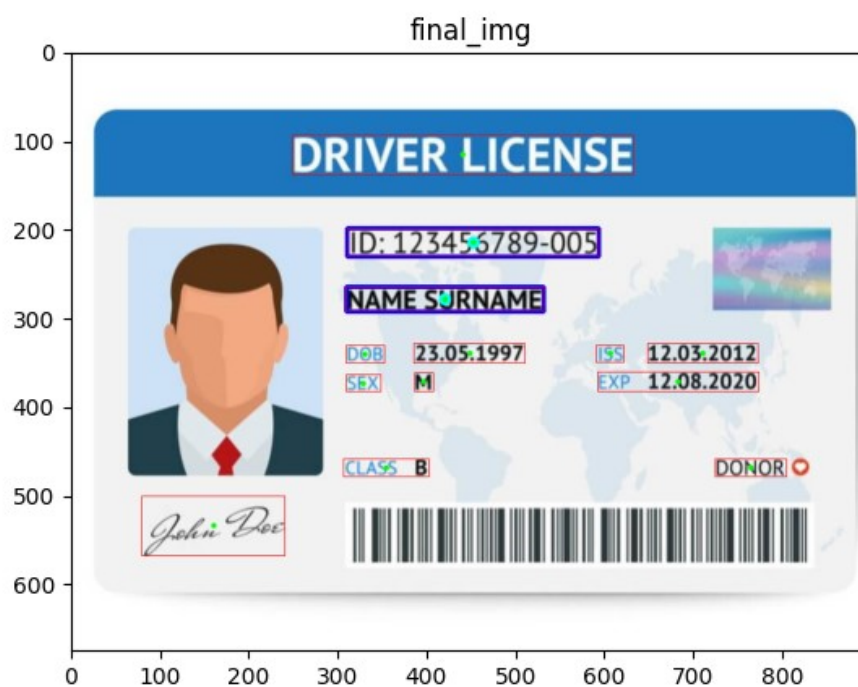 final_img
0
100
DRIVER LICENSE
200
ID: 123456789-005
300
NAME SURNAME
DOB 23.05.1997 ISS 12.03.2012
SEX M EXP 12.08.2020
400
CLASS B DONOR
500
John Doe
600
0 100 200 300 400 500 600 700 800